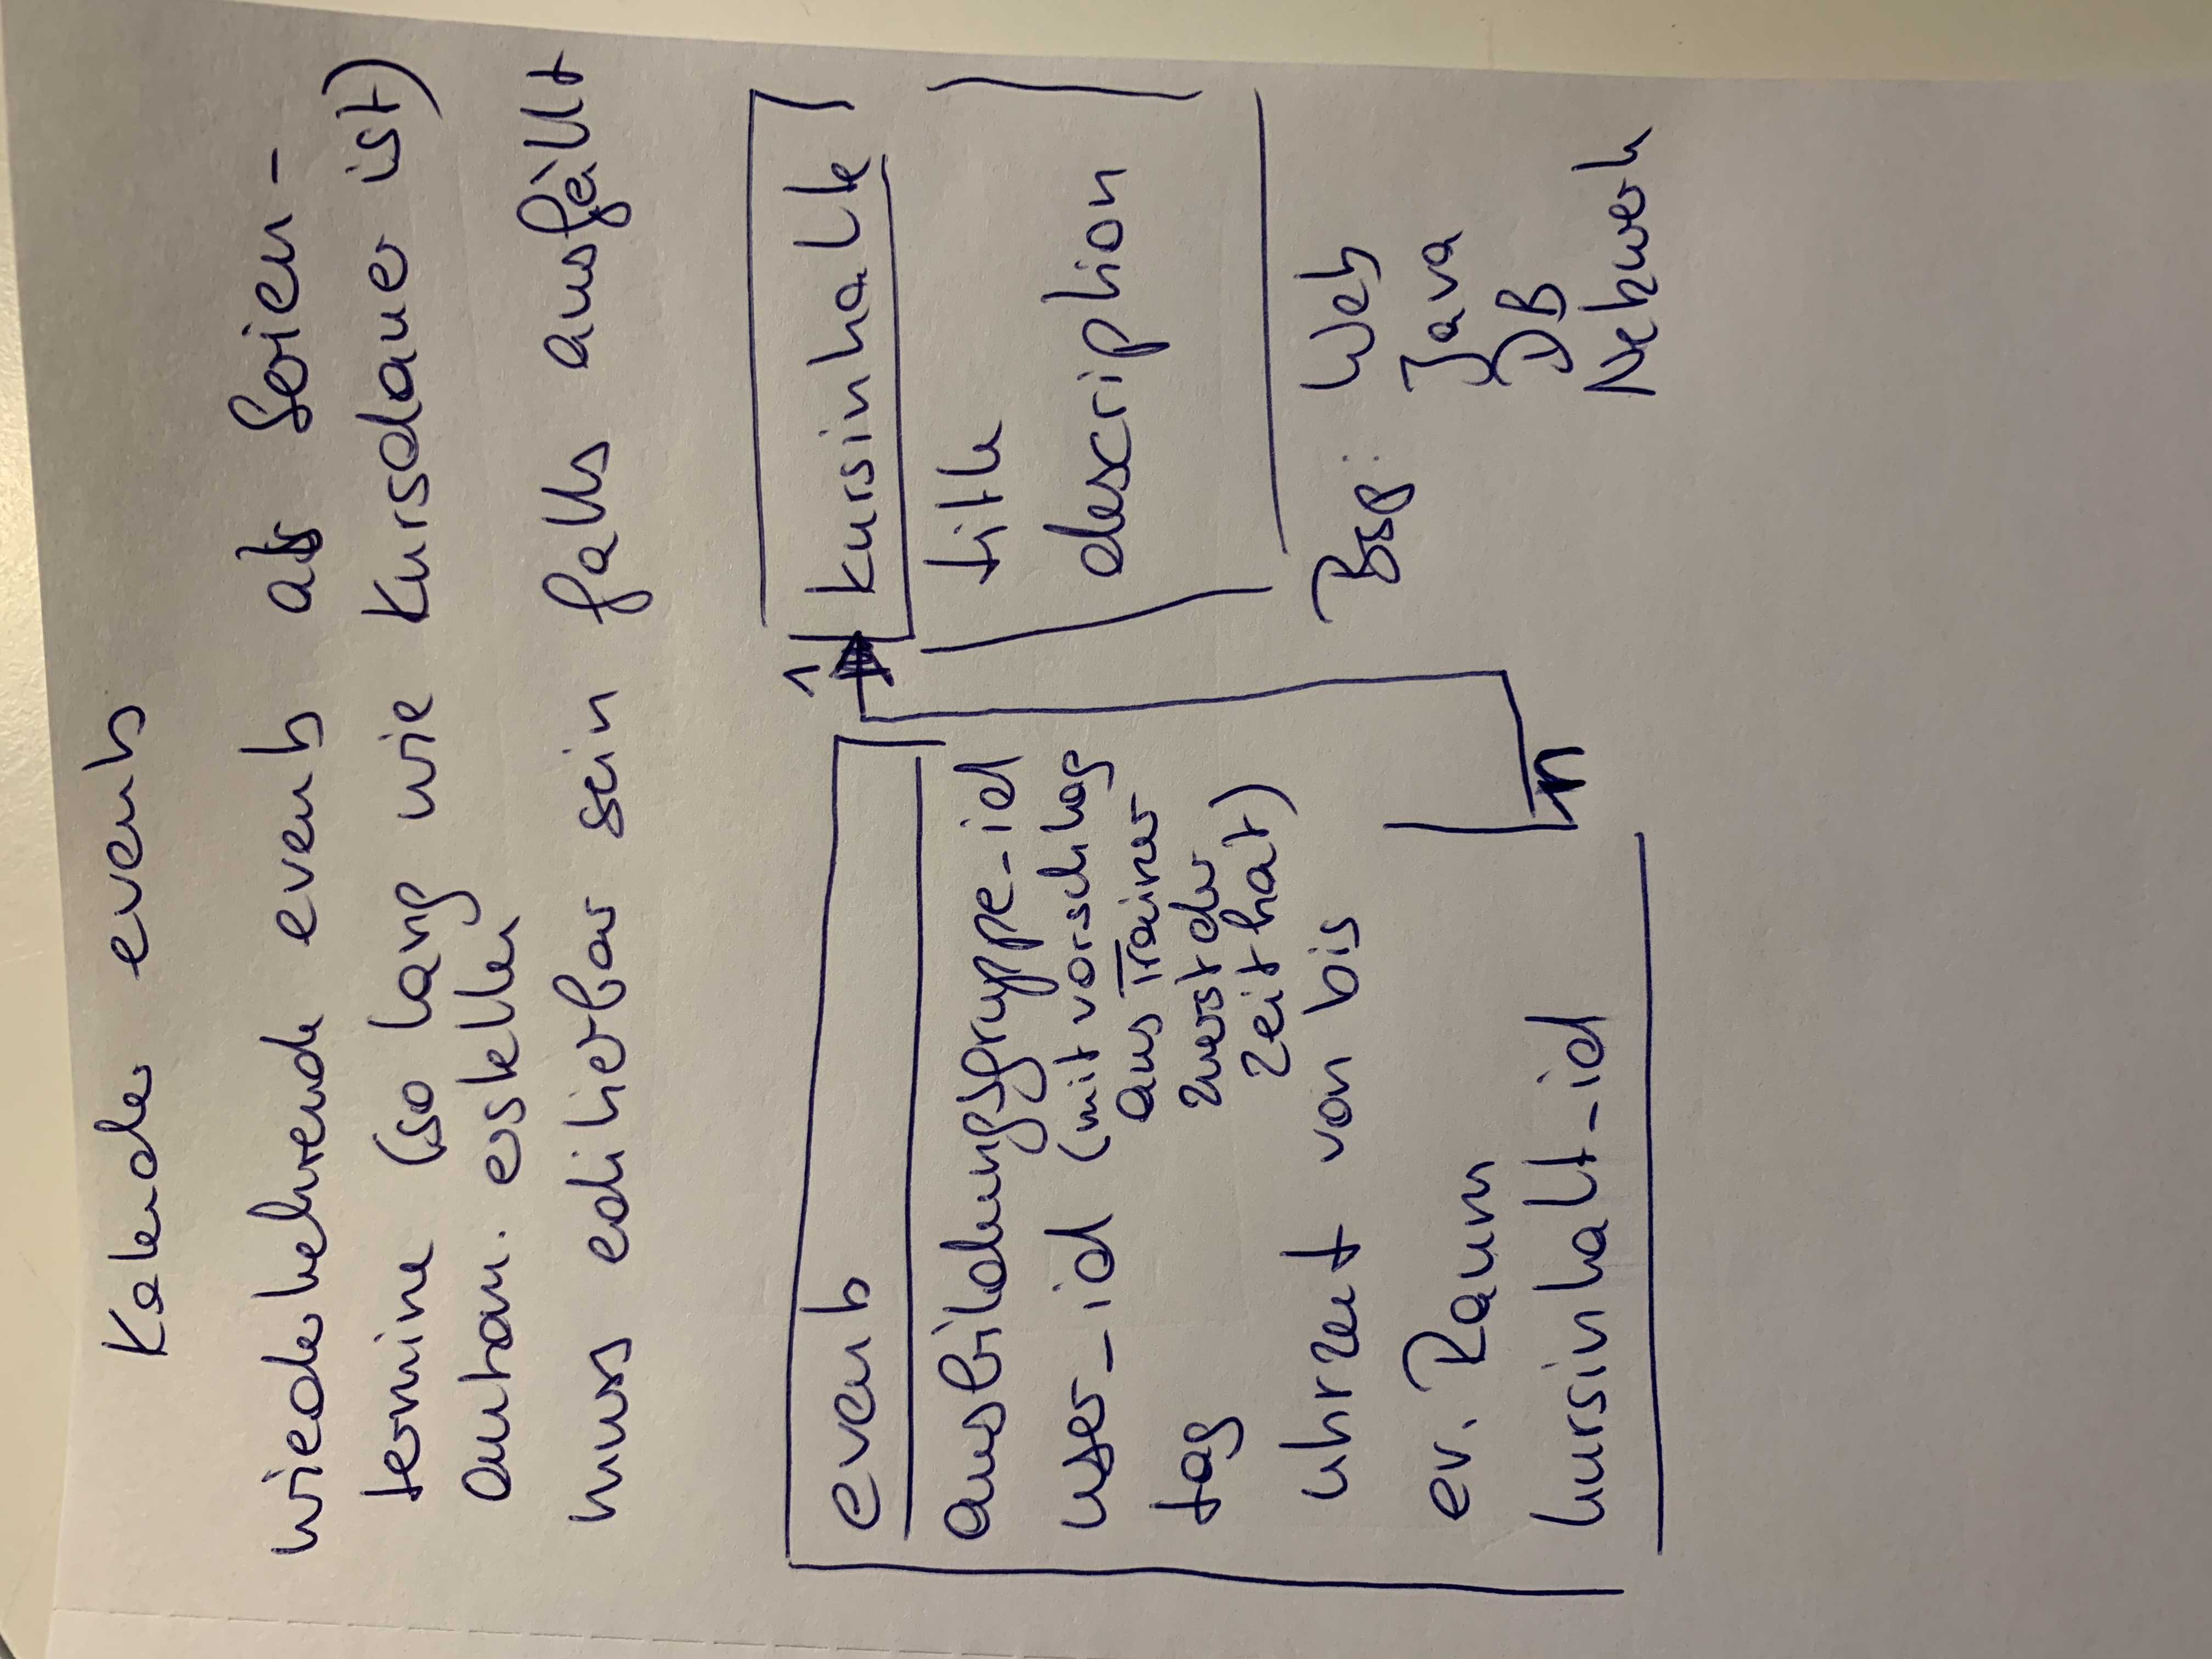 Kalender events
wiederkehrende events als Serien-
termine (so lang wie Kursdauer ist)
autom. erstellen
muss editierbar sein falls ausfällt
events
ausbildungsgruppe_id
user_id (mit vorschlag
aus Trainer
zuerst der
zeit hat)
tag
uhrzeit von bis
ev. Raum
kursinhalt_id
n
1
kursinhalte
title
description
Bsp: Web
Java
DB
Netzwerk